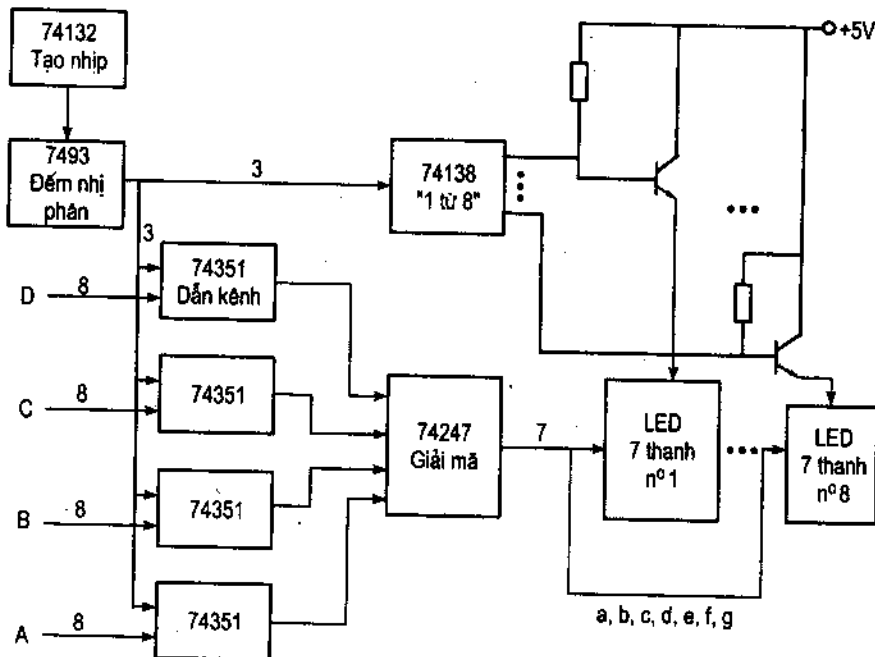 74132
Tạo nhịp
+5V
7493
Đếm nhị
phân
3
74138
"1 từ 8"
3
D
8
74351
Dẫn kênh
C
8
74351
74247
Giải mã
7
LED
7 thanh
nº 1
LED
7 thanh
nº 8
B
8
74351
A
8
74351
a, b, c, d, e, f, g